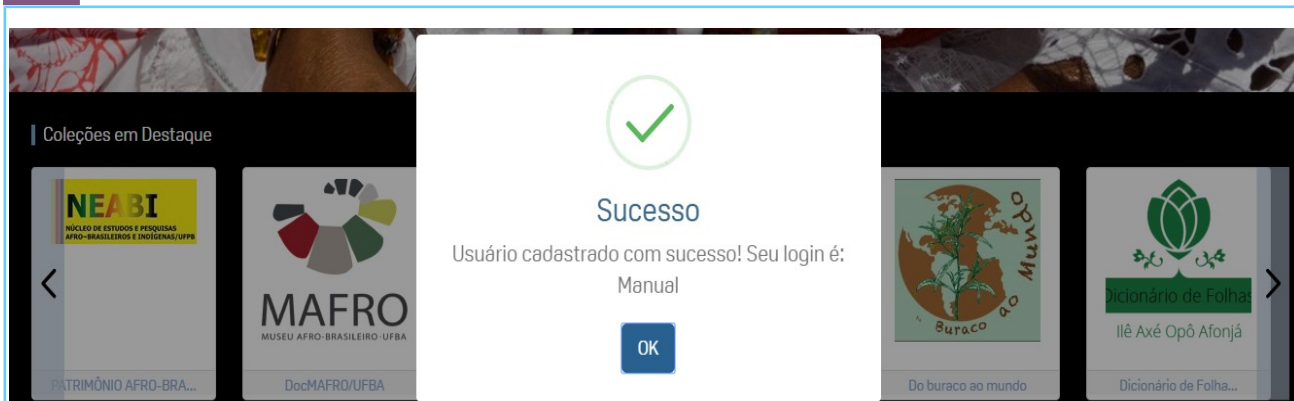 Coleções em Destaque
NEABI
NÚCLEO DE ESTUDOS E PESQUISAS
AFRO-BRASILEIROS E INDÍGENAS/UFPB
PATRIMÔNIO AFRO-BRA...
MAFRO
MUSEU AFRO-BRASILEIRO·UFBA
DocMAFRO/UFBA
Sucesso
Usuário cadastrado com sucesso! Seu login é:
Manual
OK
Do Buraco ao Mundo
Do buraco ao mundo
Dicionário de Folhas
Ilê Axé Opô Afonjá
Dicionário de Folha...